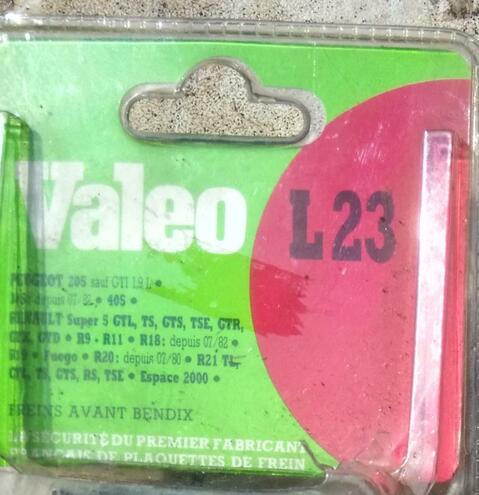 Valeo
L 23
PEUGEOT 205 sauf GTI 1.9 L •
depuis 07/82 • 405 •
RENAULT Super 5 GTL, TS, GTS, TSE, GTR,
GTX, GTD • R9 - R11 • R18: depuis 07/82 •
R19 • Fuego • R20: depuis 07/80 • R21 TL,
GTL, TS, GTS, RS, TSE • Espace 2000 •
FREINS AVANT BENDIX
LA SÉCURITÉ DU PREMIER FABRICANT
FRANÇAIS DE PLAQUETTES DE FREIN